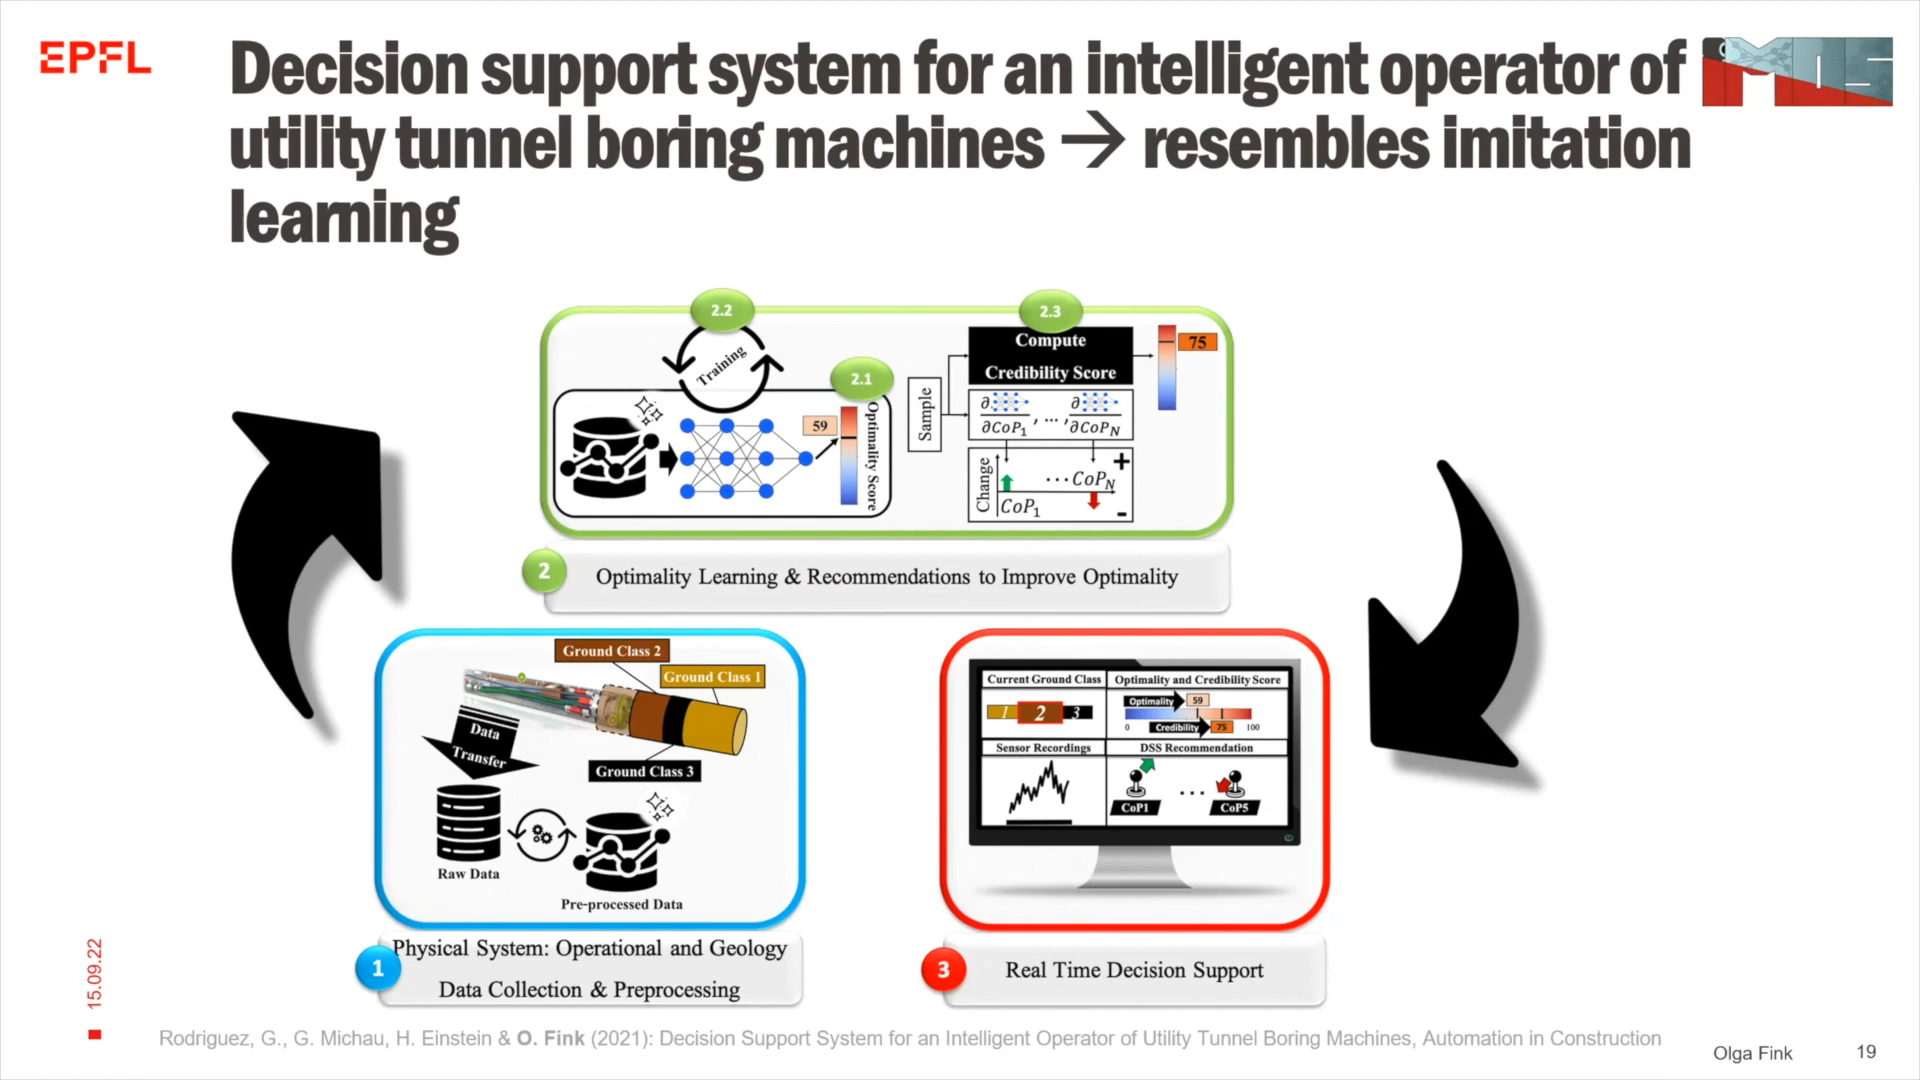 EPFL
Decision support system for an intelligent operator of
utility tunnel boring machines → resembles imitation
learning
2.2
2.3
Training
2.1
59
Optimality Score
Sample
Compute
Credibility Score
75
∂
∂CoP1
, ... ,
∂
∂CoPN
Change
+
CoP1
... CoPN
-
2
Optimality Learning & Recommendations to Improve Optimality
Ground Class 2
Ground Class 1
Ground Class 3
Data
Transfer
Raw Data
Pre-processed Data
1
Physical System: Operational and Geology
Data Collection & Preprocessing
Current Ground Class
Optimality and Credibility Score
1 2 3
Optimality
59
0
Credibility
75
100
Sensor Recordings
DSS Recommendation
CoP1
...
CoP5
3
Real Time Decision Support
15.09.22
Rodriguez, G., G. Michau, H. Einstein & O. Fink (2021): Decision Support System for an Intelligent Operator of Utility Tunnel Boring Machines, Automation in Construction
Olga Fink
19